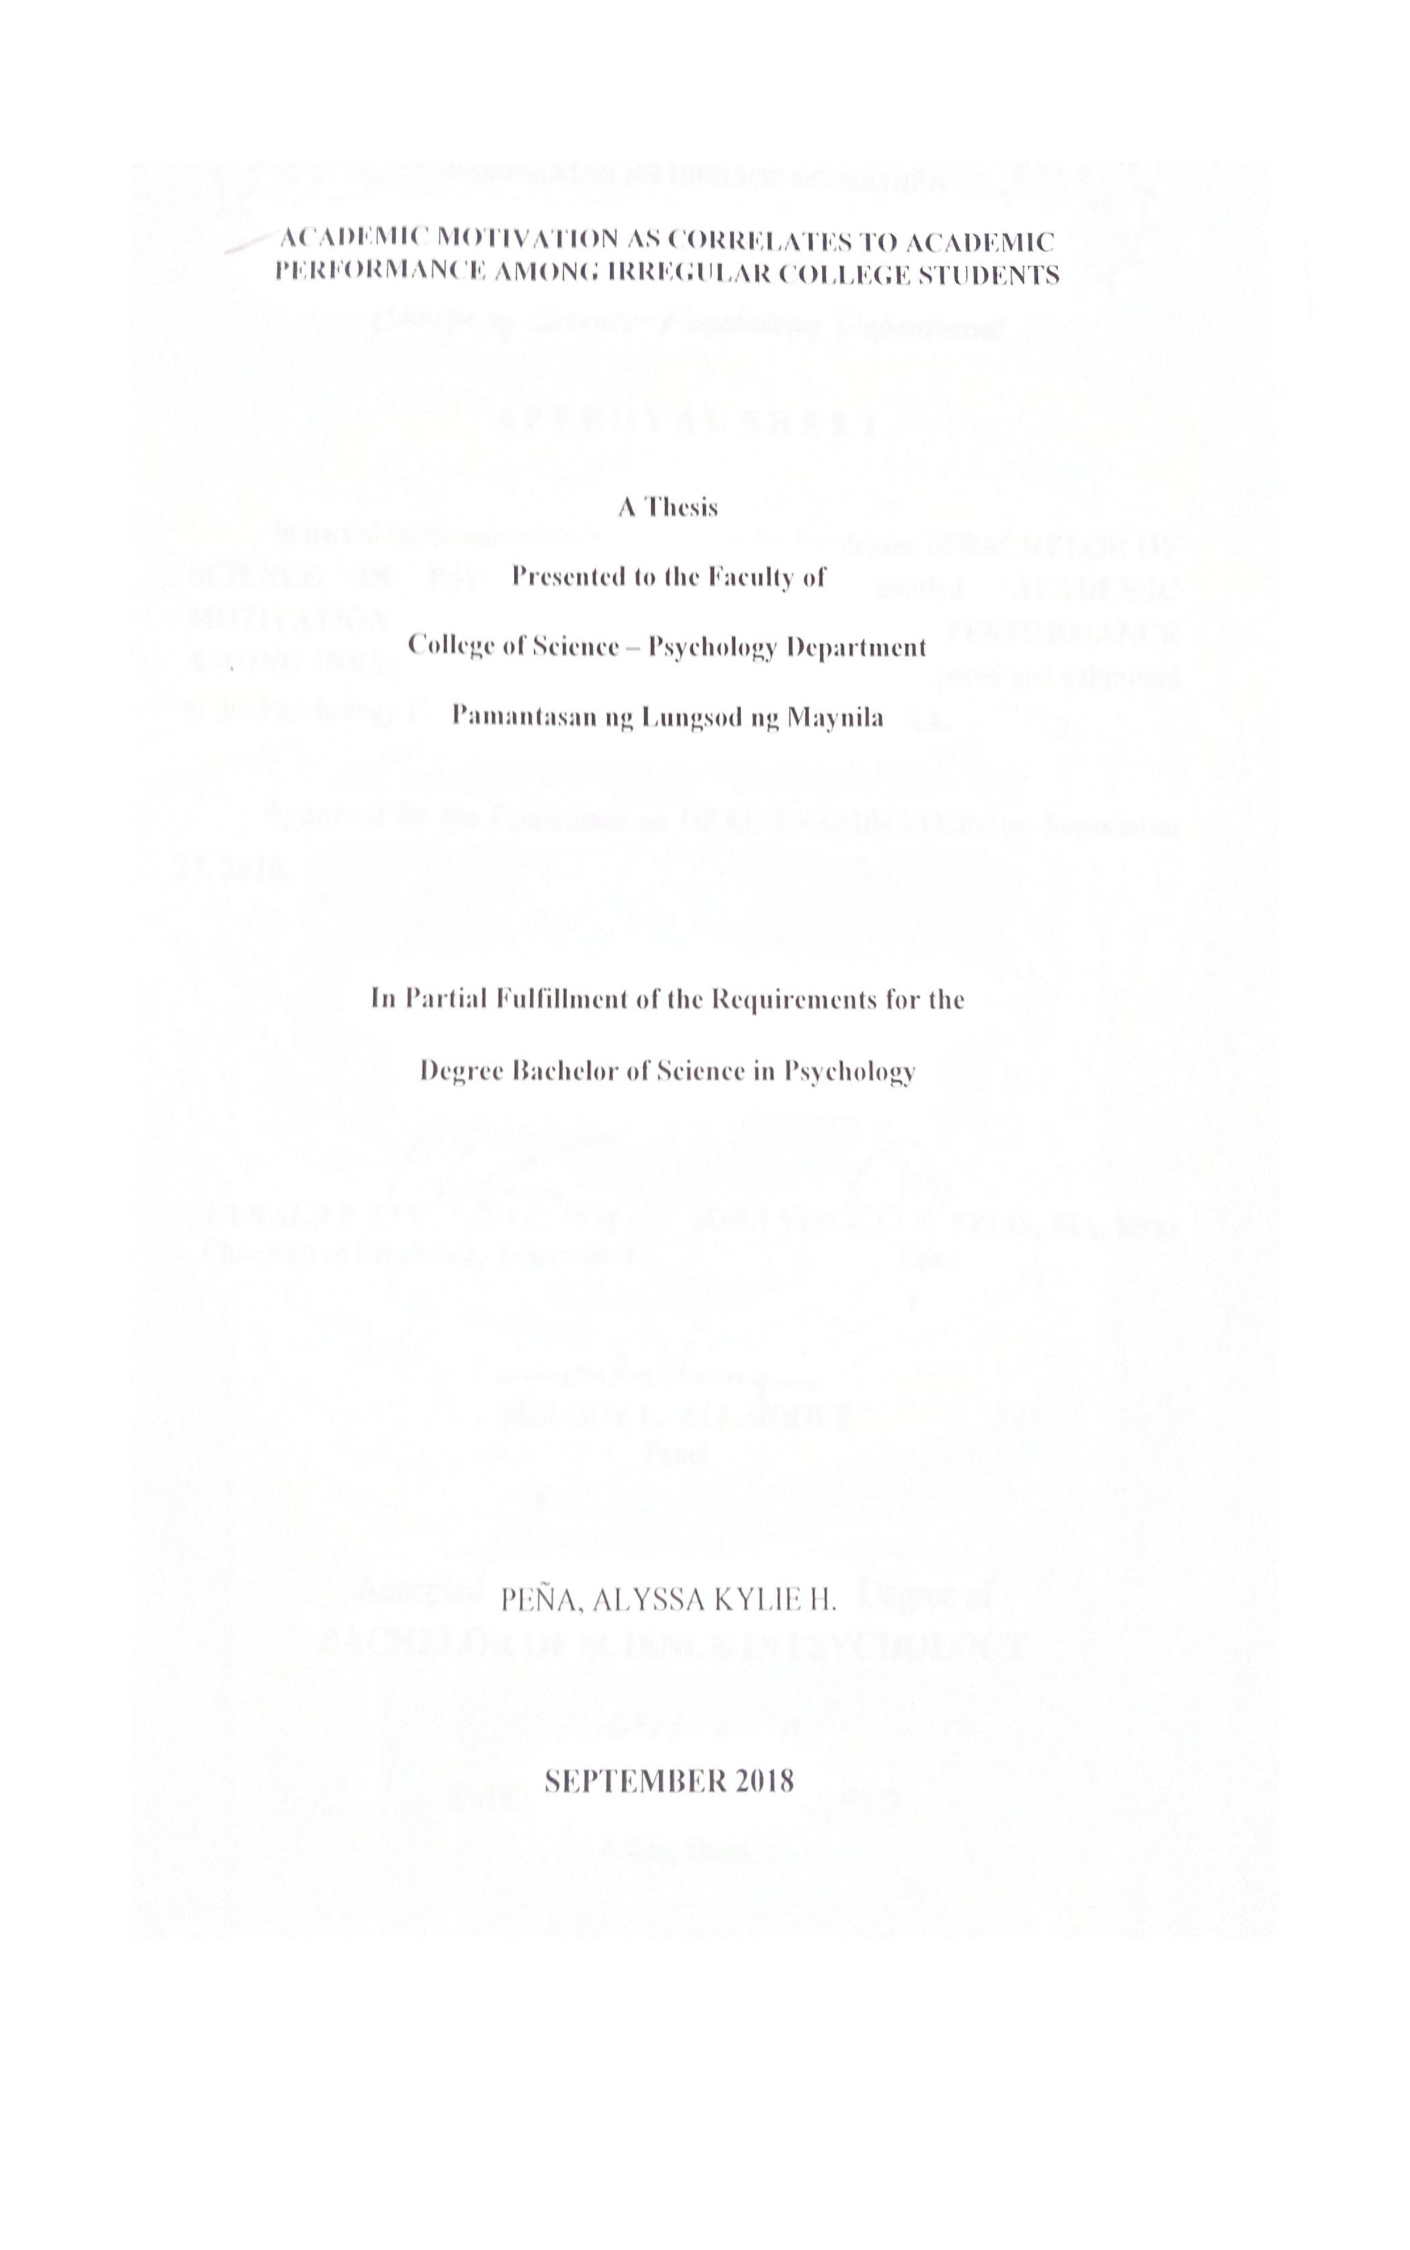 ACADEMIC MOTIVATION AS CORRELATES TO ACADEMIC
PERFORMANCE AMONG IRREGULAR COLLEGE STUDENTS
A Thesis
Presented to the Faculty of
College of Science – Psychology Department
Pamantasan ng Lungsod ng Maynila
In Partial Fulfillment of the Requirements for the
Degree Bachelor of Science in Psychology
PEÑA, ALYSSA KYLIE H.
SEPTEMBER 2018